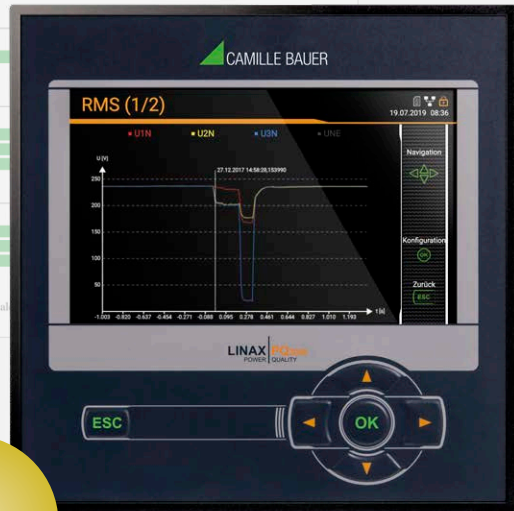 CAMILLE BAUER
RMS (1/2)
19.07.2019 08:36
U1N
U2N
U3N
UNE
Navigation
U (V)
27.12.2017 14:58:28,153990
250
200
150
100
50
Konfiguration
OK
Zurück
ESC
-1.003 -0.820 -0.637 -0.454 -0.271 -0.088 0.095 0.278 0.461 0.644 0.827 1.010 1.193
t (s)
LINAX
POWER QUALITY
ESC
OK